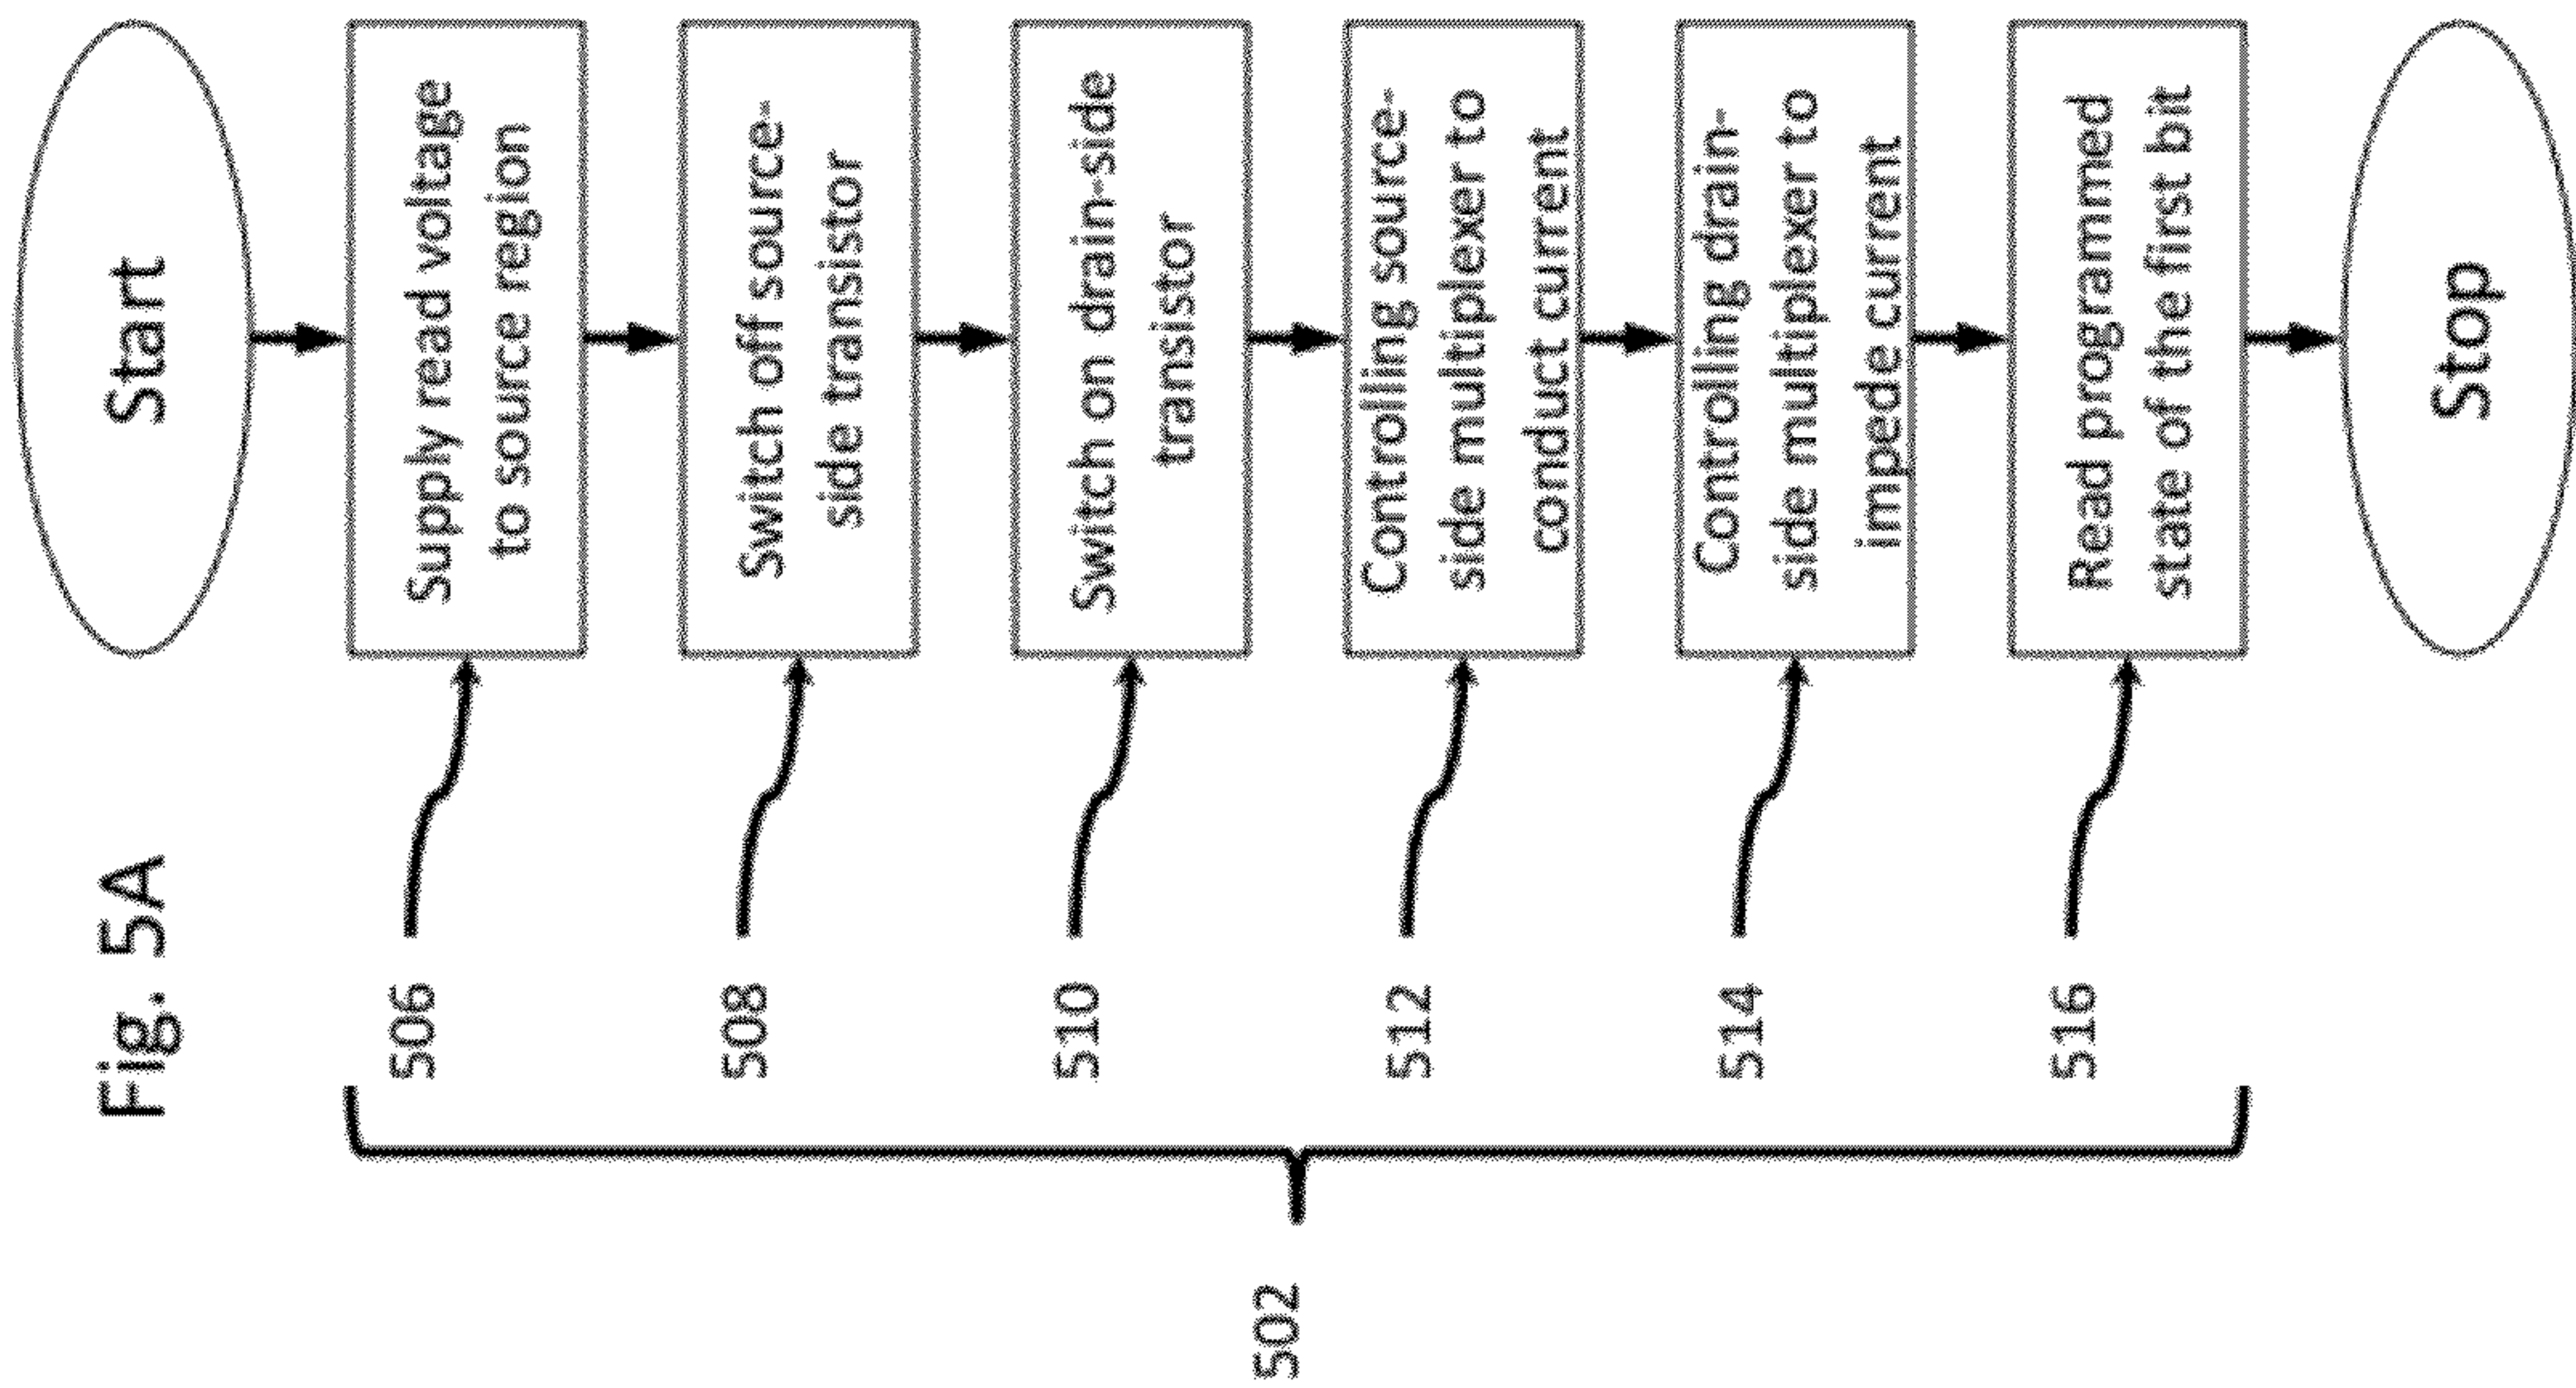 Fig. 5A
Start
506
Supply read voltage
to source region
508
Switch off source-
side transistor
510
Switch on drain-side
transistor
512
Controlling source-
side multiplexer to
conduct current
514
Controlling drain-
side multiplexer to
impede current
516
Read programmed
state of the first bit
502
Stop